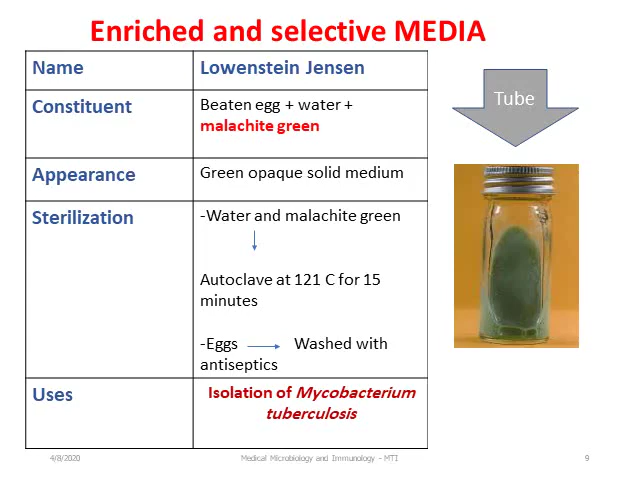 Enriched and selective MEDIA
Name
Lowenstein Jensen
Constituent
Beaten egg + water +
malachite green
Appearance
Green opaque solid medium
Sterilization
-Water and malachite green
Autoclave at 121 C for 15
minutes
-Eggs Washed with
antiseptics
Uses
Isolation of Mycobacterium
tuberculosis
Tube
4/8/2020
Medical Microbiology and Immunology - MTI
9